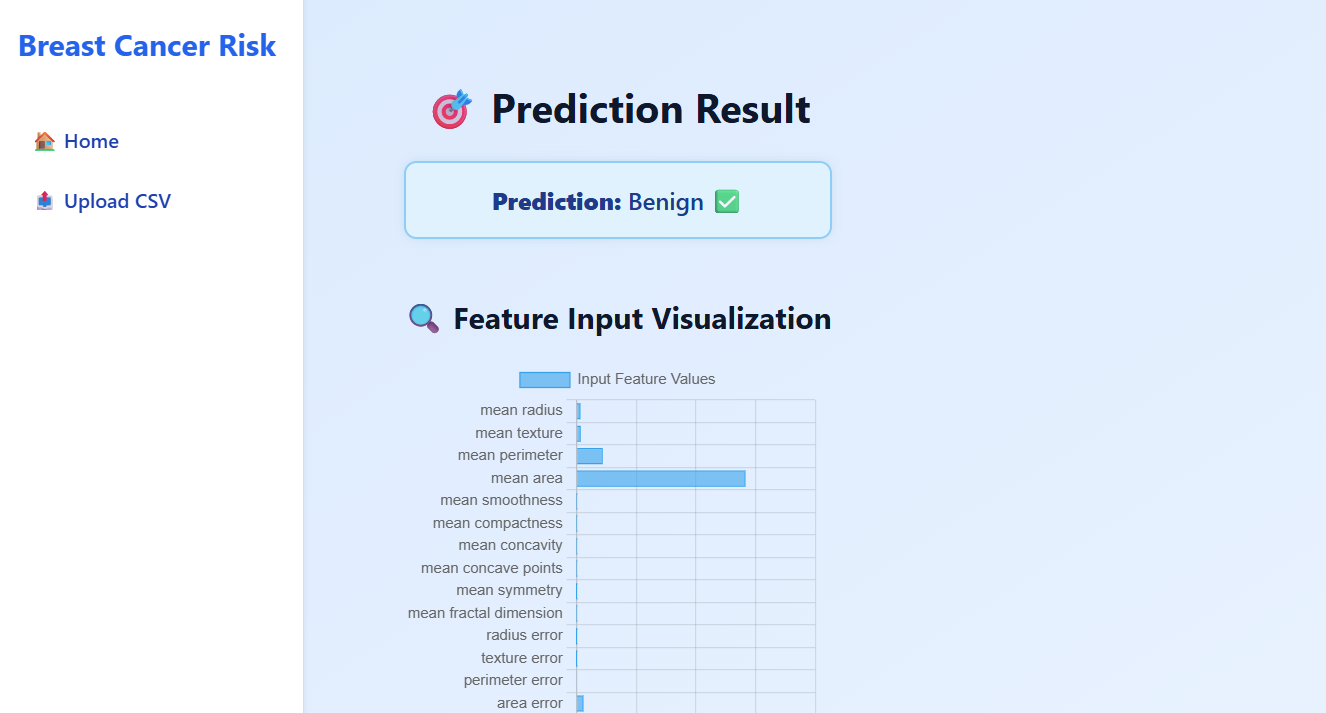 Breast Cancer Risk
Home
Upload CSV
Prediction Result
Prediction: Benign
Feature Input Visualization
Input Feature Values
mean radius
mean texture
mean perimeter
mean area
mean smoothness
mean compactness
mean concavity
mean concave points
mean symmetry
mean fractal dimension
radius error
texture error
perimeter error
area error